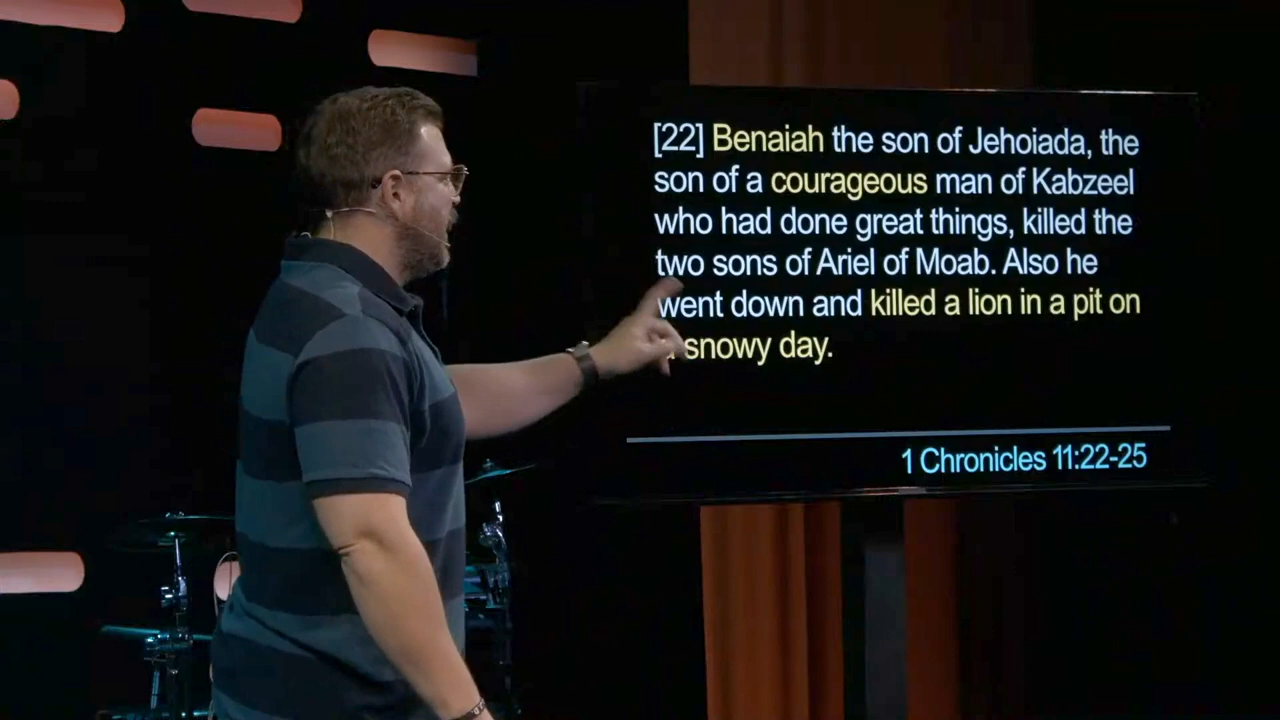 [22] Benaiah the son of Jehoiada, the
son of a courageous man of Kabzeel
who had done great things, killed the
two sons of Ariel of Moab. Also he
went down and killed a lion in a pit on
snowy day.
1 Chronicles 11:22-25